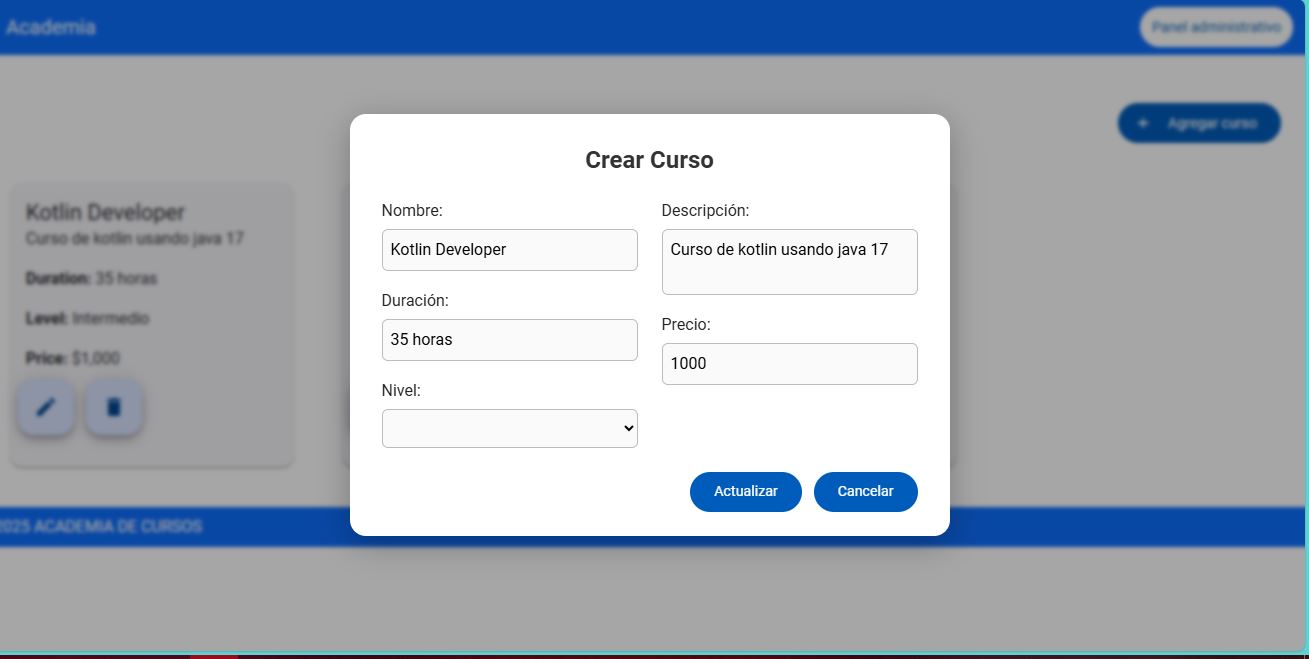 Academia
Panel administrativo
+ Agregar curso
Kotlin Developer
Curso de kotlin usando java 17
Duration: 35 horas
Level: Intermedio
Price: $1,000
Crear Curso
Nombre:
Kotlin Developer
Descripción:
Curso de kotlin usando java 17
Duración:
35 horas
Precio:
1000
Nivel:
Actualizar
Cancelar
2025 ACADEMIA DE CURSOS